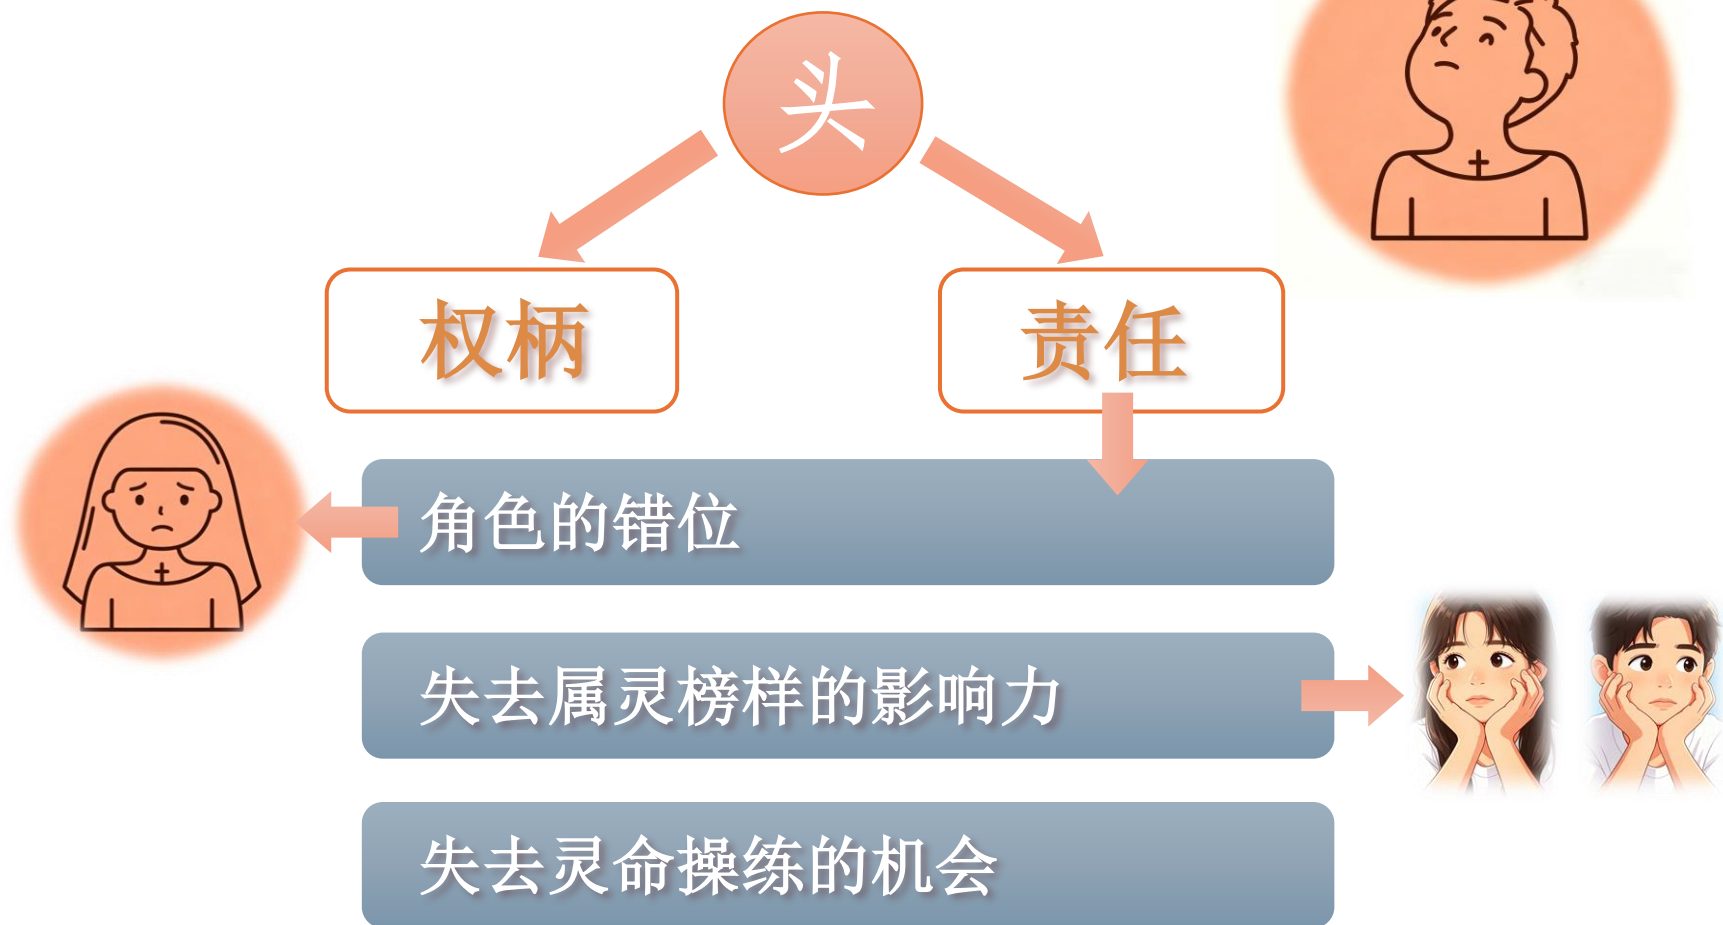 头
权柄
责任
角色的错位
失去属灵榜样的影响力
失去灵命操练的机会